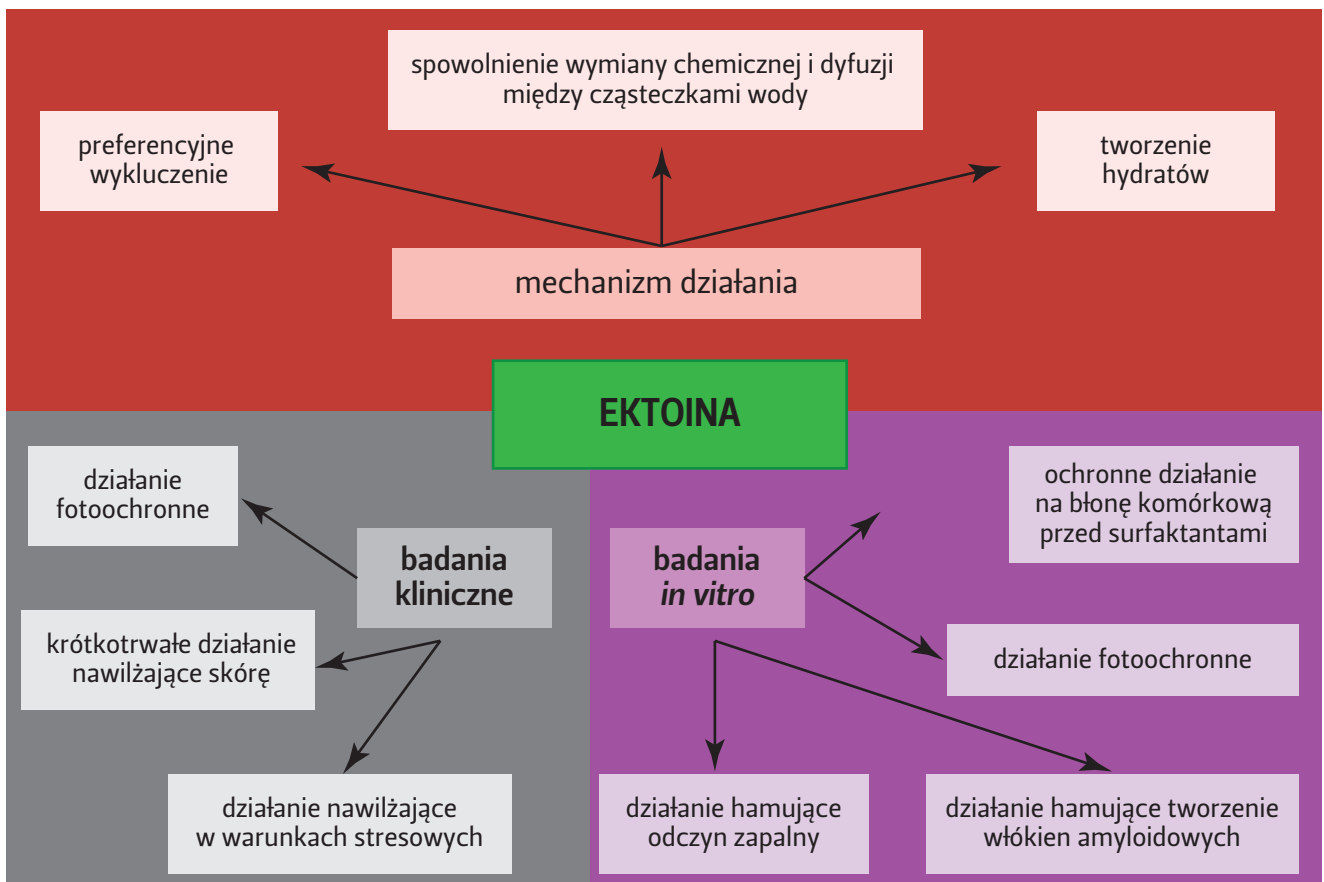 spowolnienie wymiany chemicznej i dyfuzji
między cząsteczkami wody
preferencyjne
wykluczenie
tworzenie
hydratów
mechanizm działania
EKTOINA
działanie
fotoochronne
badania
kliniczne
krótkotrwałe działanie
nawilżające skórę
działanie nawilżające
w warunkach stresowych
badania
in vitro
ochronne działanie
na błonę komórkową
przed surfaktantami
działanie fotoochronne
działanie hamujące
odczyn zapalny
działanie hamujące tworzenie
włókien amyloidowych